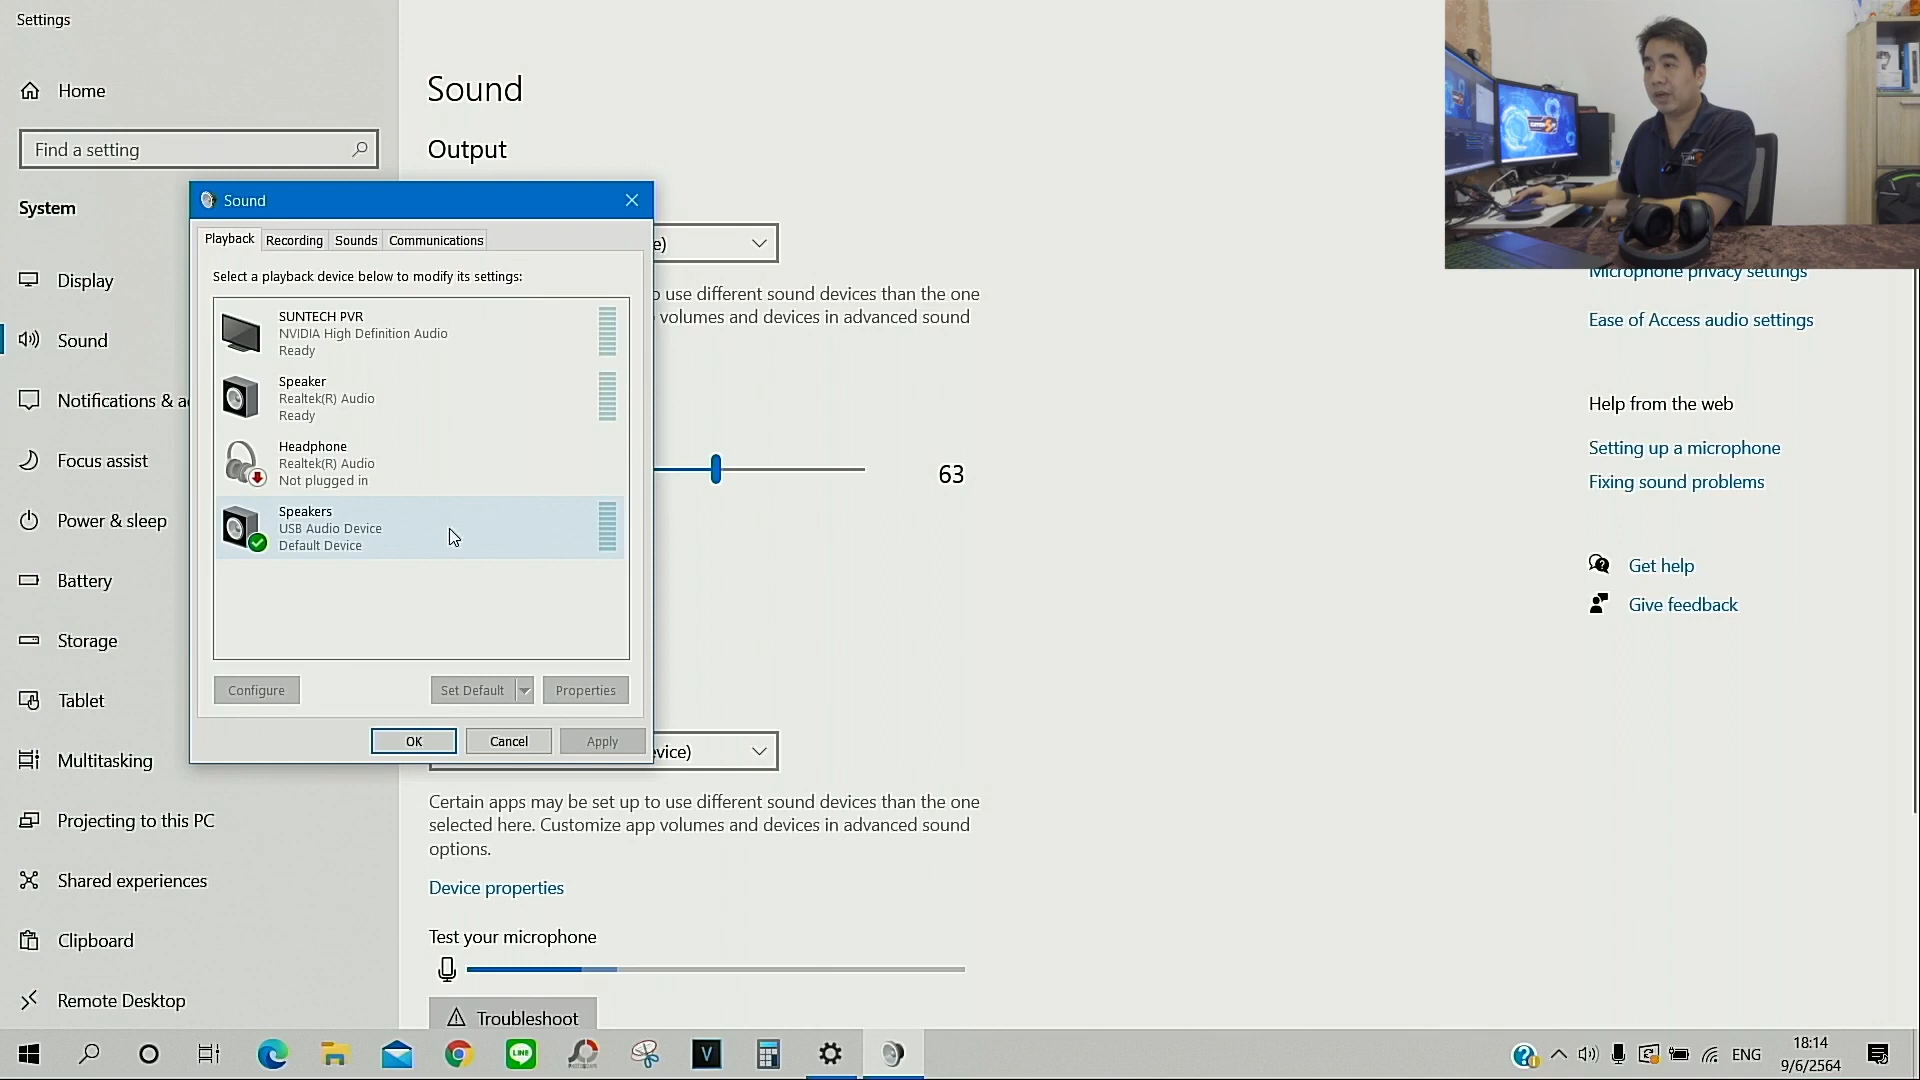 Settings
Home
Find a setting
System
Display
Sound
Notifications & a
Focus assist
Power & sleep
Battery
Storage
Tablet
Multitasking
Projecting to this PC
Shared experiences
Clipboard
Remote Desktop
Sound
Output
e)
use different sound devices than the one
volumes and devices in advanced sound
63
Sound
Playback
Recording
Sounds
Communications
Select a playback device below to modify its settings:
SUNTECH PVR
NVIDIA High Definition Audio
Ready
Speaker
Realtek(R) Audio
Ready
Headphone
Realtek(R) Audio
Not plugged in
Speakers
USB Audio Device
Default Device
Configure
Set Default
Properties
OK
Cancel
Apply
evice)
Certain apps may be set up to use different sound devices than the one
selected here. Customize app volumes and devices in advanced sound
options.
Device properties
Test your microphone
Troubleshoot
Microphone privacy settings
Ease of Access audio settings
Help from the web
Setting up a microphone
Fixing sound problems
Get help
Give feedback
LINE
V
ENG
18:14
9/6/2564